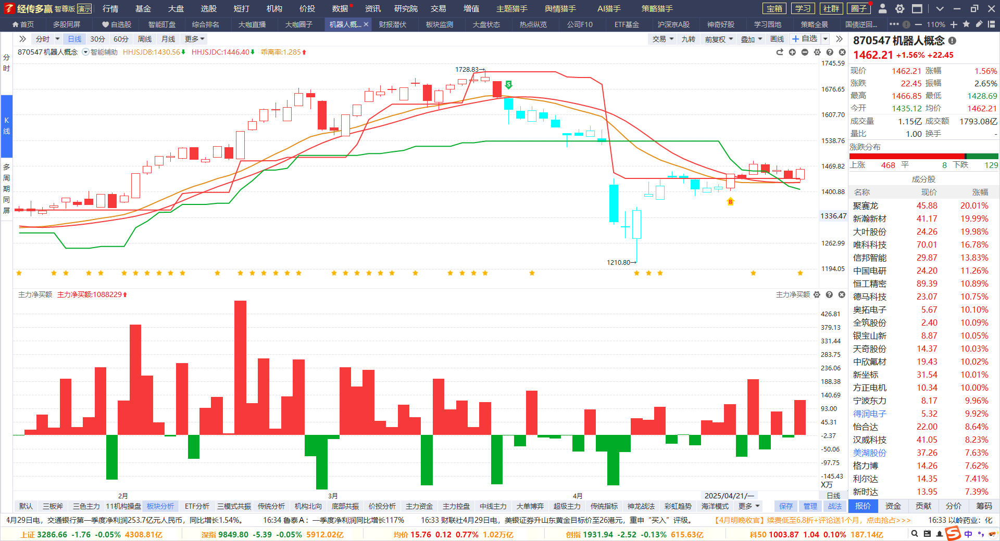 经传多赢 智尊版 演示 行情 基金 大盘 选股 短打 机构 价投 数据 资讯 研究院 交易 增值 主题猎手 舆情猎手 AI猎手 策略猎手 宝箱 学习 社群 圈子
首页 多股同屏 自选股 智能盯盘 综合排名 大咖直播 大咖圈子 机器人概... 财报潜伏 板块监测 大盘状态 热点纵览 公司F10 ETF基金 沪深京A股 神奇好股 学习园地 策略全景 国债逆回... 110%
分时 日线 30分 60分 周线 月线 更多 交易 九转 前复权 叠加 画线 自选
870547 机器人概念 智能辅助 HHJSJDB:1430.56 HHJSJDC:1446.40 乖离率:1.285
分时
K线
多周期同屏
1728.83
S
B
1210.80
1745.59
1676.65
1607.70
1538.76
1469.82
1400.88
1336.47
1262.99
1194.05
主力净买额 主力净买额:1088229 主力净买额
426.81
379.13
331.44
283.75
236.06
188.38
140.69
93.00
45.31
-2.37
-50.06
-97.75
-145.43
X万
2月 3月 4月 2025/04/21/一 日线
默认 三板斧 三色主力 11机构操盘 板块分析 ETF分析 三模式共振 传统分析 机构北向 底部共振 价投分析 主力资金 主力控盘 中线主力 大单博弈 超级主力 传统指标 神龙战法 彩虹趋势 海洋模式 更多 保存 管理 战法
870547 机器人概念
1462.21 +1.56% +22.45
现价 1462.21 涨幅 1.56%
涨跌 22.45 振幅 2.65%
最高 1466.85 最低 1428.69
今开 1435.12 均价 1462.21
成交量 1.15亿 成交额 1793.08亿
量比 1.00 换手 -
涨跌分布
上涨 468 平 8 下跌 129
成分股
名称 现价 涨幅
聚赛龙 45.88 20.01%
新瀚新材 41.17 19.99%
大叶股份 24.26 19.98%
唯科科技 70.01 16.78%
信邦智能 29.87 13.83%
中国电研 24.20 11.26%
恒工精密 89.39 10.89%
德马科技 23.07 10.75%
奥拓电子 5.67 10.10%
全筑股份 2.40 10.09%
银宝山新 8.87 10.05%
天奇股份 14.37 10.03%
中欣氟材 19.43 10.02%
新坐标 31.54 10.01%
方正电机 10.34 10.00%
宁波东力 8.17 9.96%
得润电子 5.32 9.92%
怡合达 22.00 8.64%
汉威科技 41.05 8.23%
美湖股份 37.26 7.63%
格力博 14.26 7.62%
利尔达 14.35 7.41%
新时达 13.95 7.39%
报价 资金 贡献 分价 筹码
4月29日电，交通银行第一季度净利润253.7亿元人民币，同比增长1.54%。 16:34 鲁泰Ａ：一季度净利润同比增长117% 16:33 财联社4月29日电，美银证券升山东黄金目标价至26港元，重申“买入”评级。 【4月明晚收官】续费低至6.8折+评论送1个月，点击抢占>>> 16:33 以岭药业：化
上证 3286.66 -1.76 -0.05% 4308.81亿 深指 9849.80 -5.39 -0.05% 5912.02亿 均价 15.76 0.12 0.77% 1.02万亿 创指 1931.94 -2.52 -0.13% 615.63亿 科50 1003.87 1.04 0.10% 187.14亿 S 中